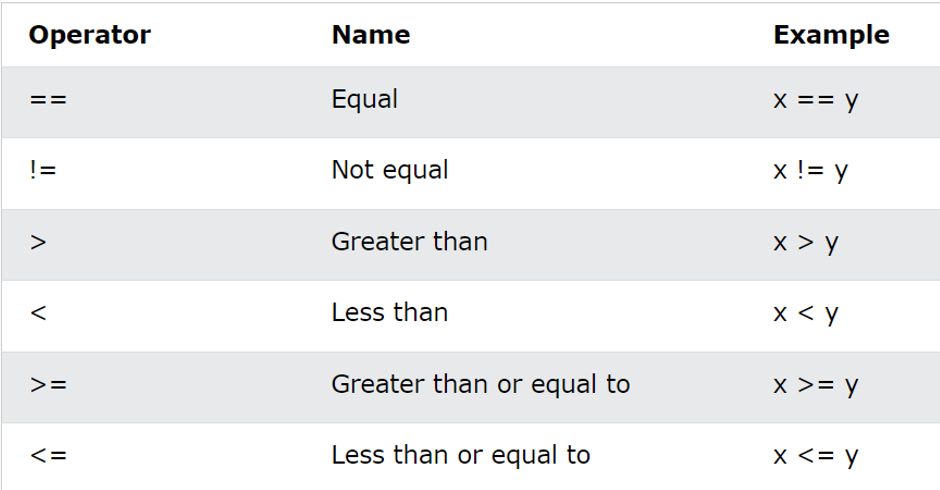 Operator Name Example
== Equal x == y
!= Not equal x != y
> Greater than x > y
< Less than x < y
>= Greater than or equal to x >= y
<= Less than or equal to x <= y